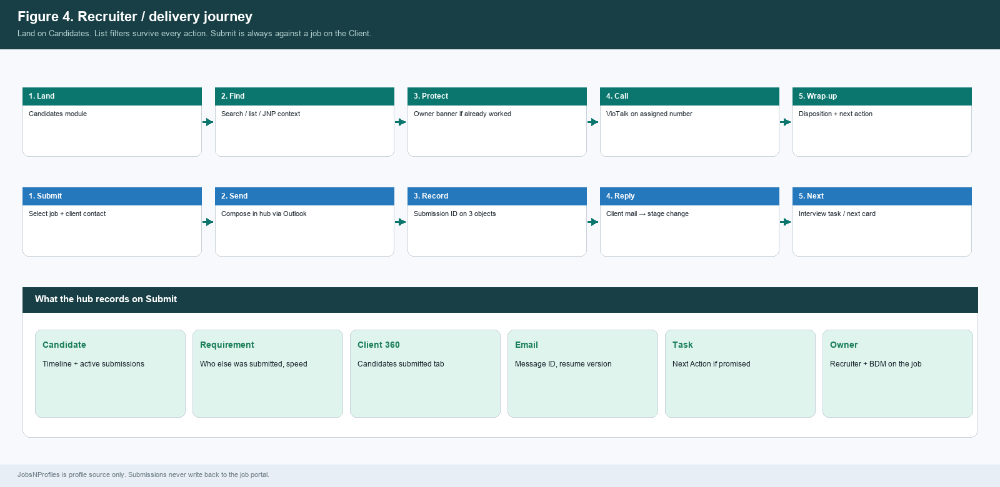 Figure 4. Recruiter / delivery journey
Land on Candidates. List filters survive every action. Submit is always against a job on the Client.
1. Land
Candidates module
2. Find
Search / list / JNP context
3. Protect
Owner banner if already worked
4. Call
VioTalk on assigned number
5. Wrap-up
Disposition + next action
1. Submit
Select job + client contact
2. Send
Compose in hub via Outlook
3. Record
Submission ID on 3 objects
4. Reply
Client mail → stage change
5. Next
Interview task / next card
What the hub records on Submit
Candidate
Timeline + active submissions
Requirement
Who else was submitted, speed
Client 360
Candidates submitted tab
Email
Message ID, resume version
Task
Next Action if promised
Owner
Recruiter + BDM on the job
JobsNProfiles is profile source only. Submissions never write back to the job portal.